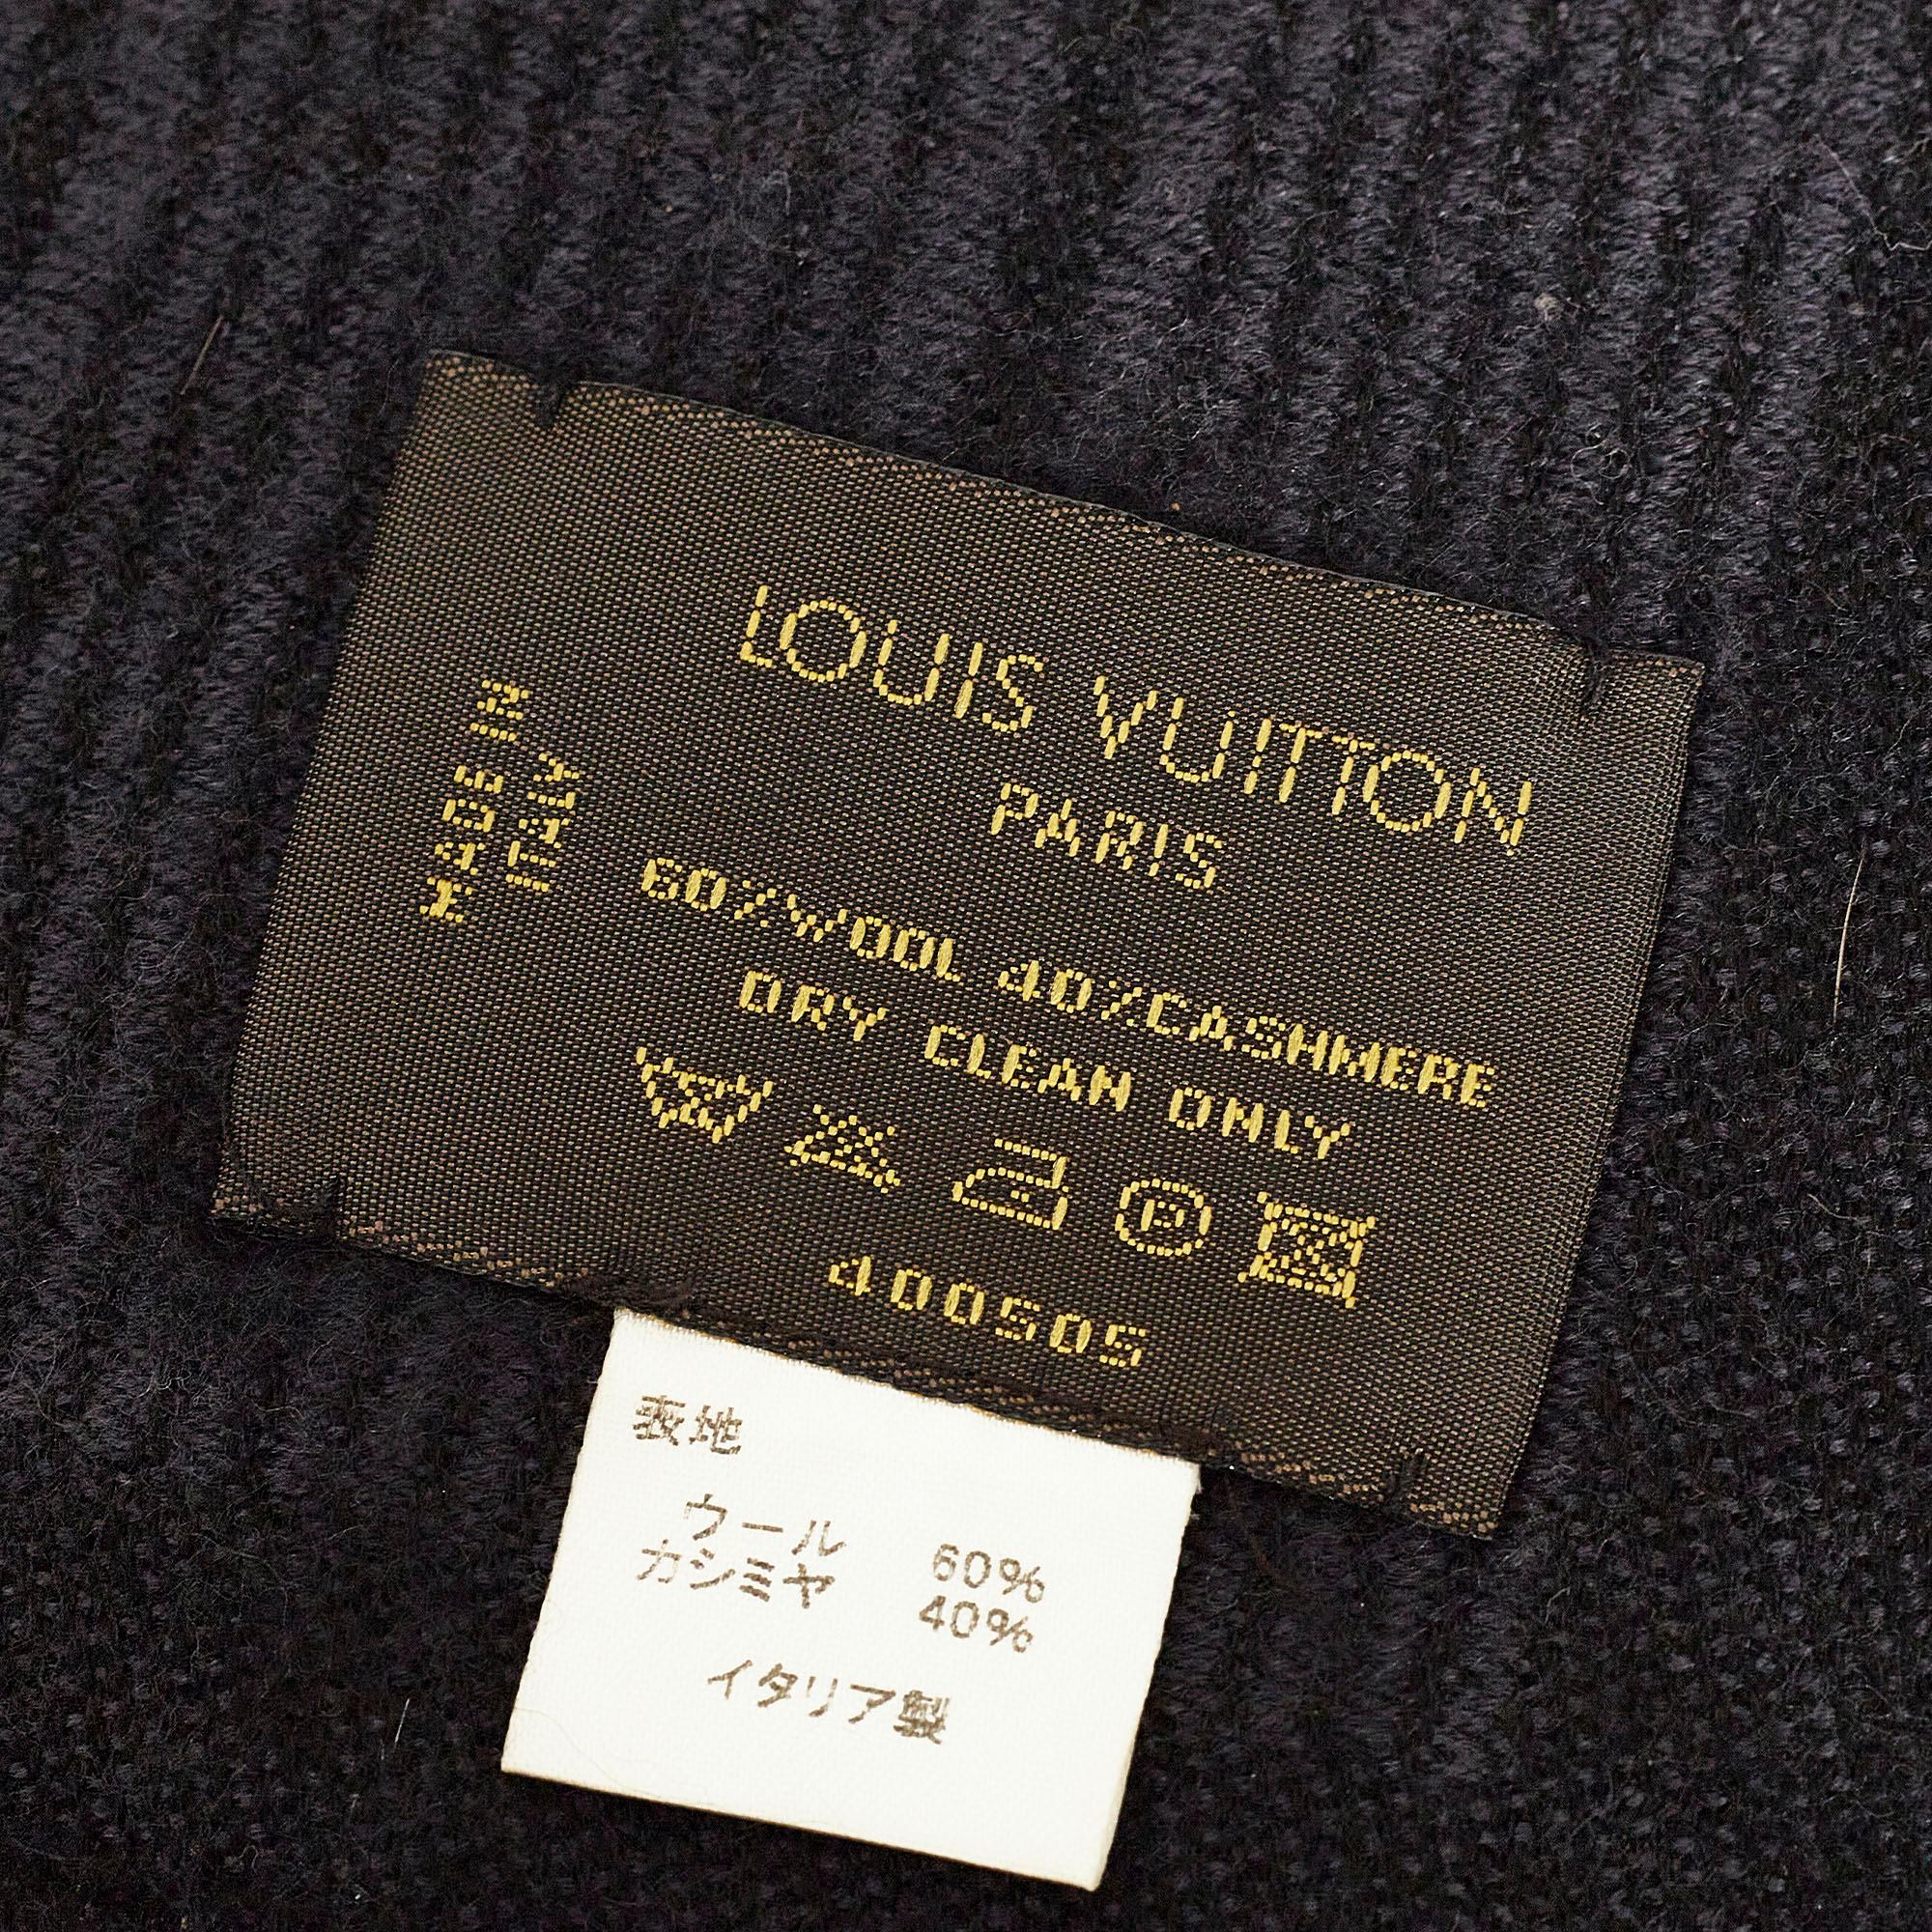 LOUIS VUITTON
PARIS
MADE IN
ITALY
60%WOOL 40%CASHMERE
DRY CLEAN ONLY
P
400505
表地
ウール 60%
カシミヤ 40%
イタリア製